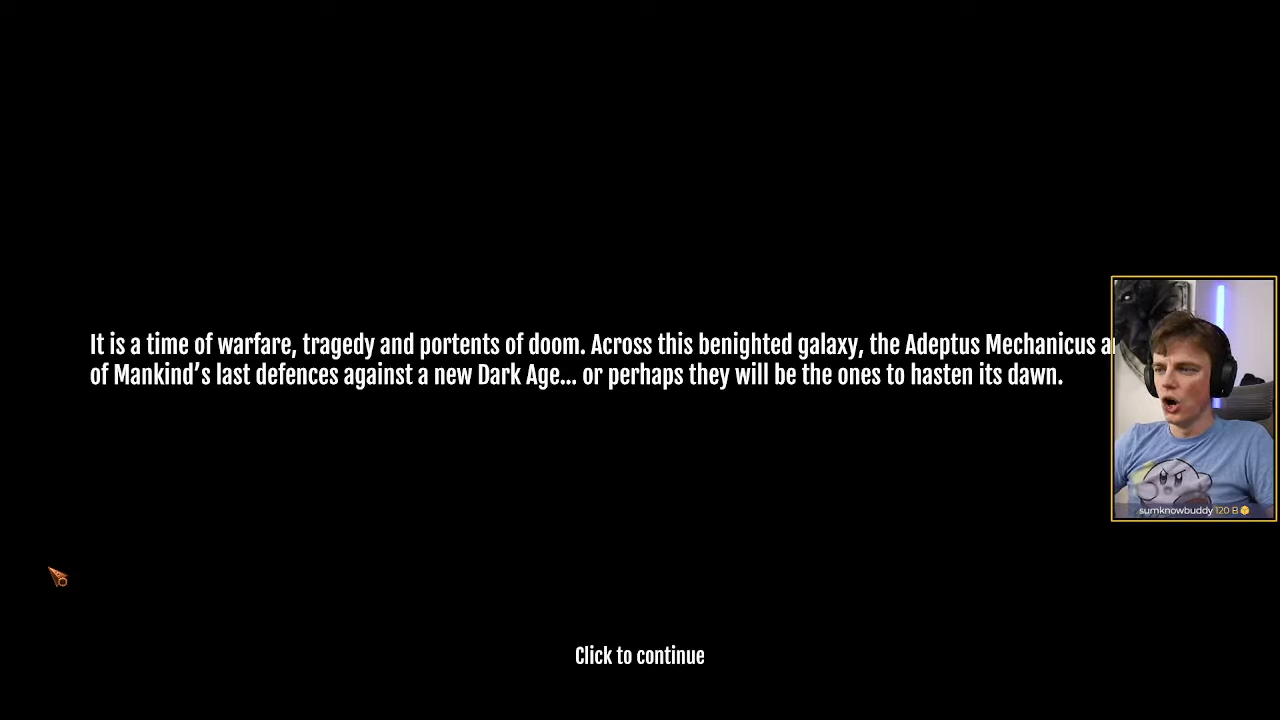 It is a time of warfare, tragedy and portents of doom. Across this benighted galaxy, the Adeptus Mechanicus
of Mankind's last defences against a new Dark Age... or perhaps they will be the ones to hasten its dawn.
sumknowbuddy 120 B
Click to continue